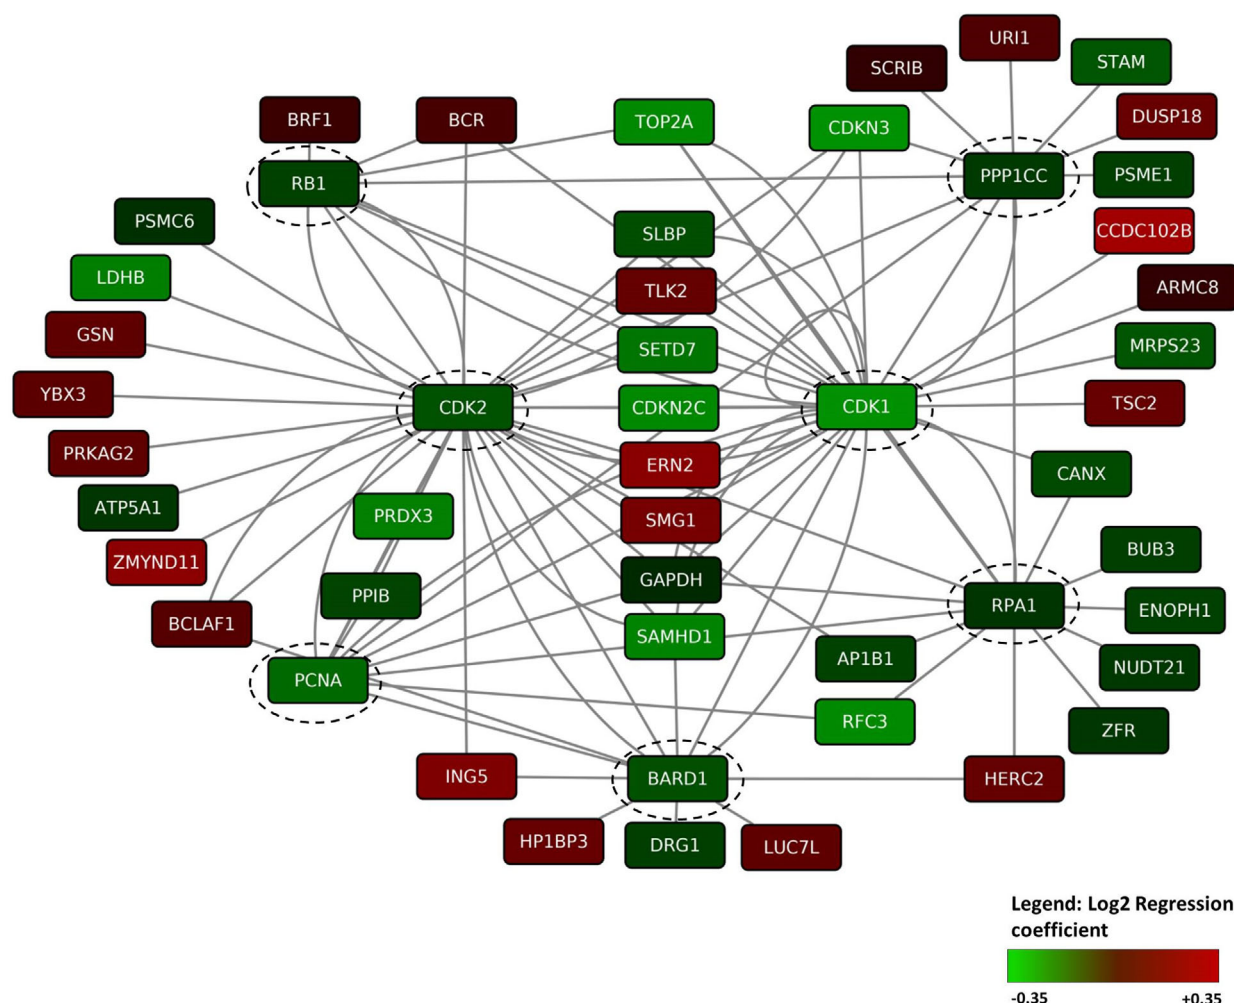 URI1
SCRIB
STAM
BRF1
BCR
TOP2A
CDKN3
DUSP18
RB1
PPP1CC
PSME1
PSMC6
SLBP
CCDC102B
LDHB
TLK2
ARMC8
GSN
SETD7
MRPS23
YBX3
CDK2
CDKN2C
CDK1
TSC2
PRKAG2
ERN2
CANX
ATP5A1
PRDX3
SMG1
ZMYND11
GAPDH
BUB3
PPIB
RPA1
ENOPH1
BCLAF1
SAMHD1
AP1B1
NUDT21
PCNA
RFC3
ZFR
ING5
BARD1
HERC2
HP1BP3
DRG1
LUC7L
Legend: Log2 Regression
coefficient
-0.35 +0.35